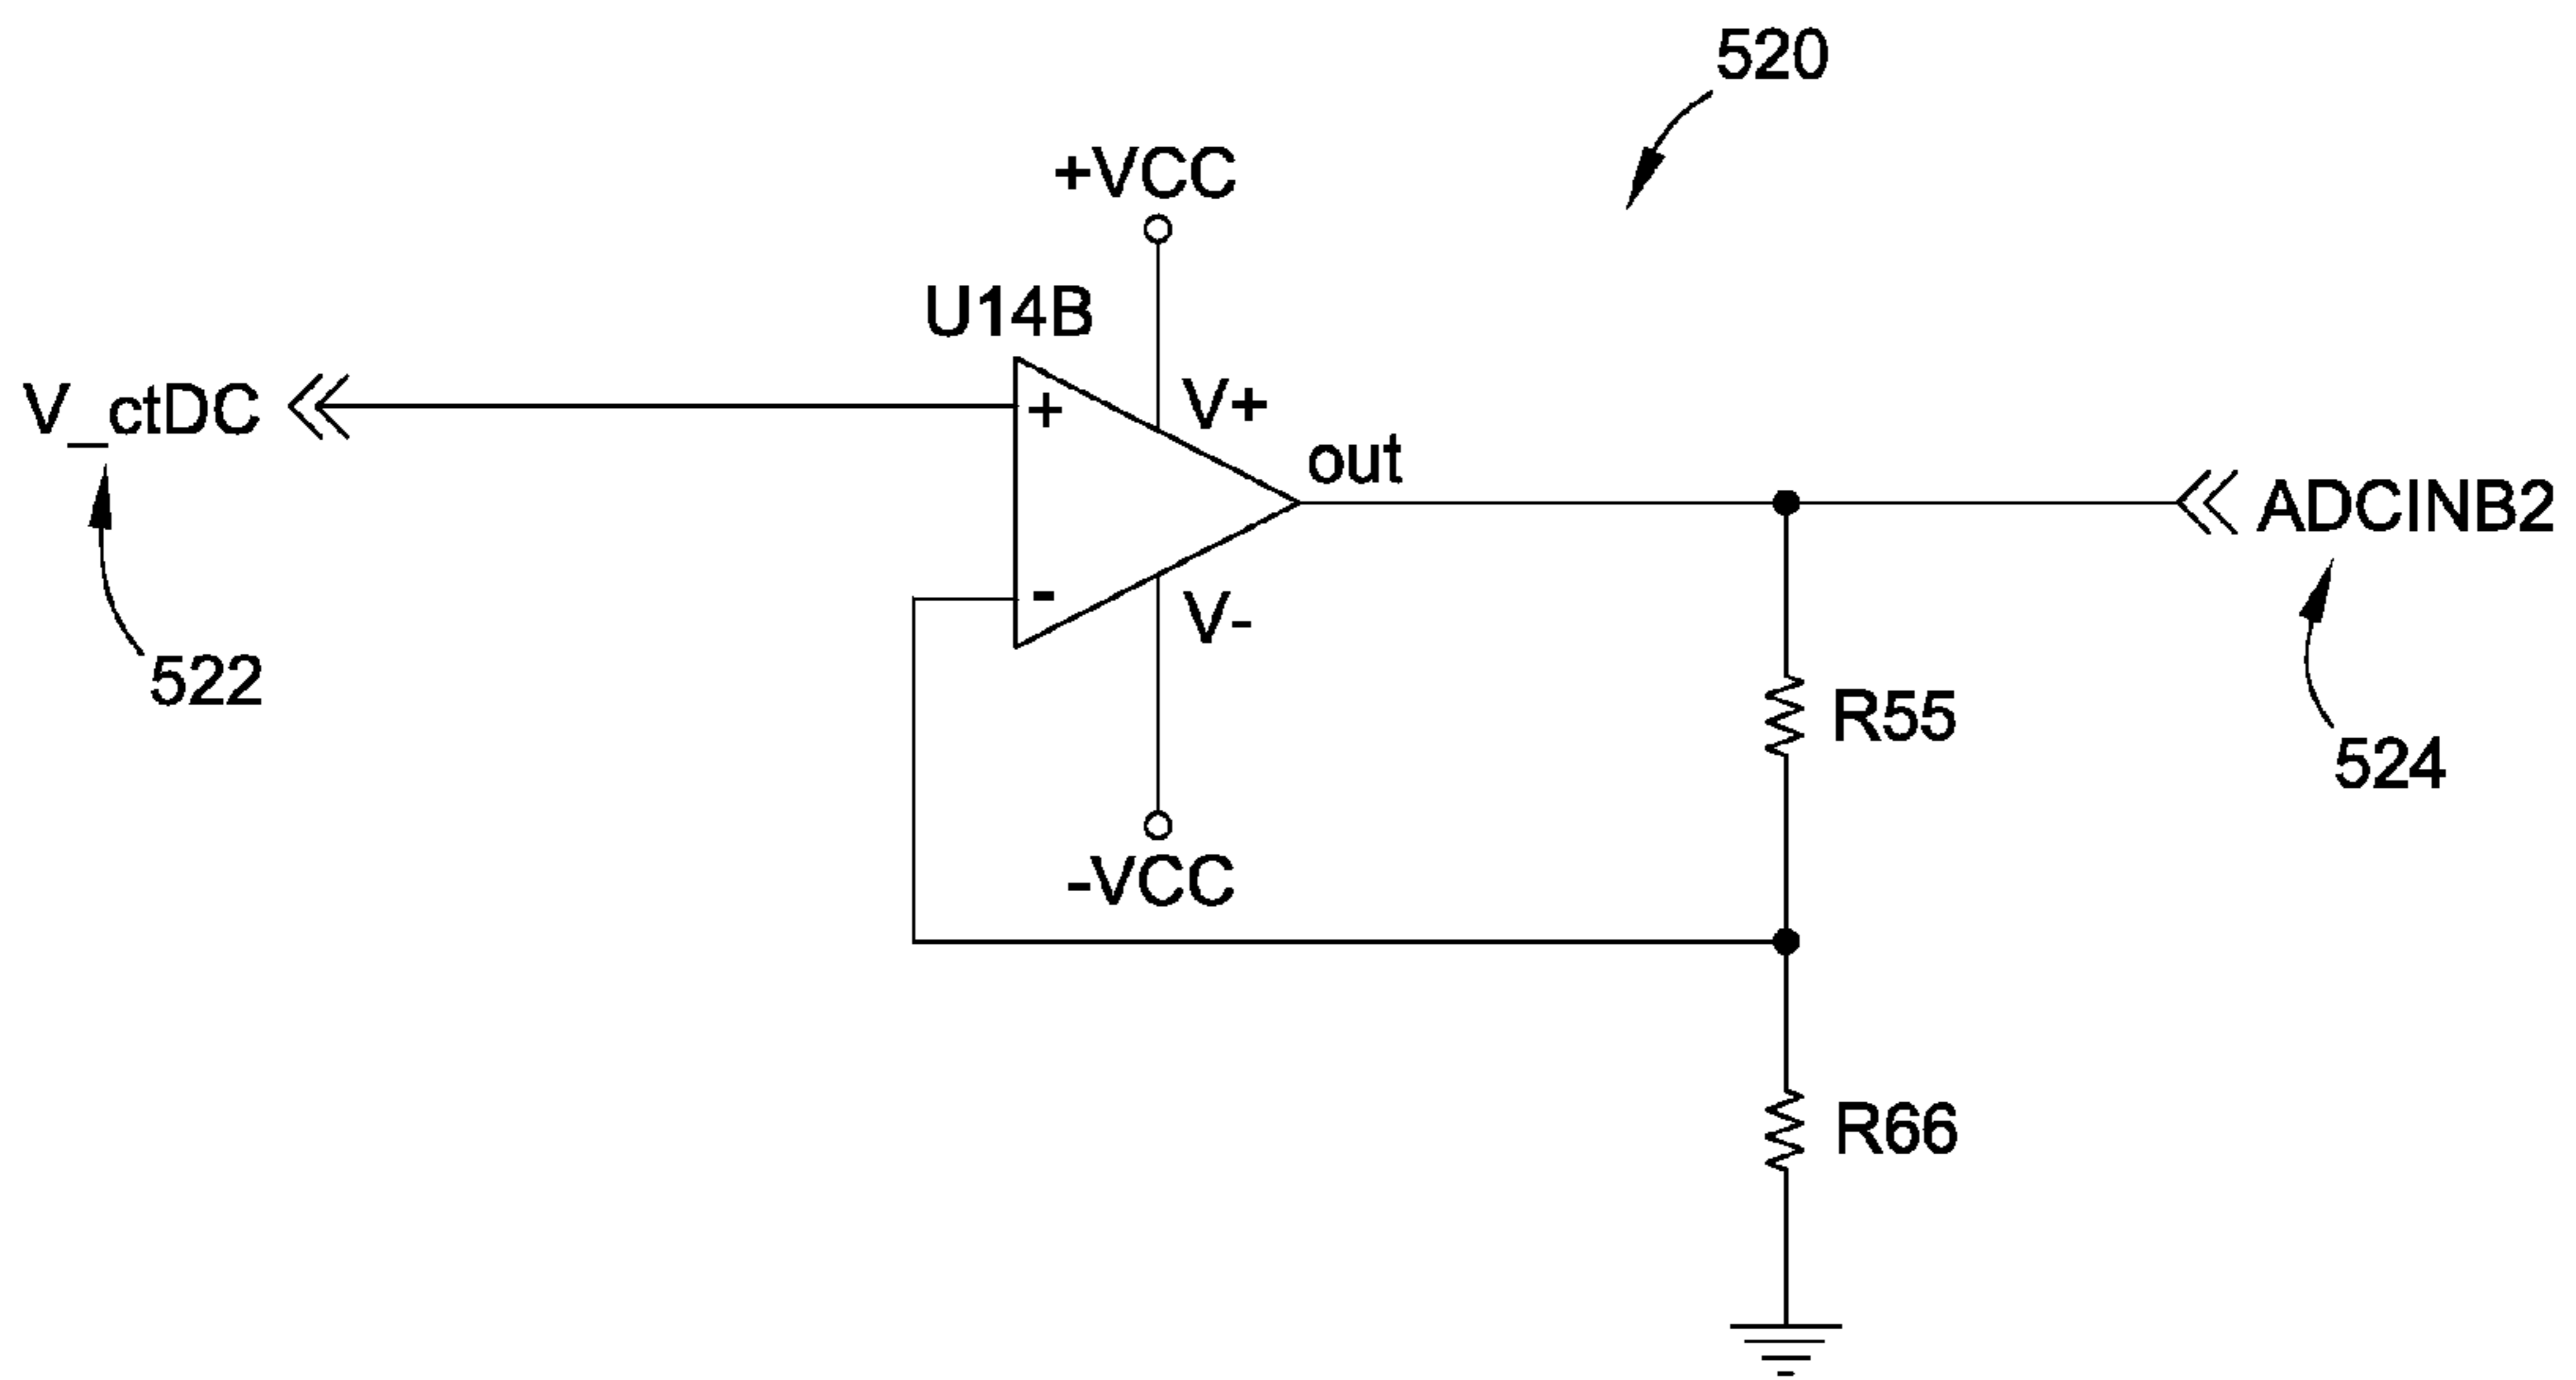 520
+VCC
U14B
V_ctDC
+
V+
out
ADCINB2
-
V-
522
R55
524
-VCC
R66